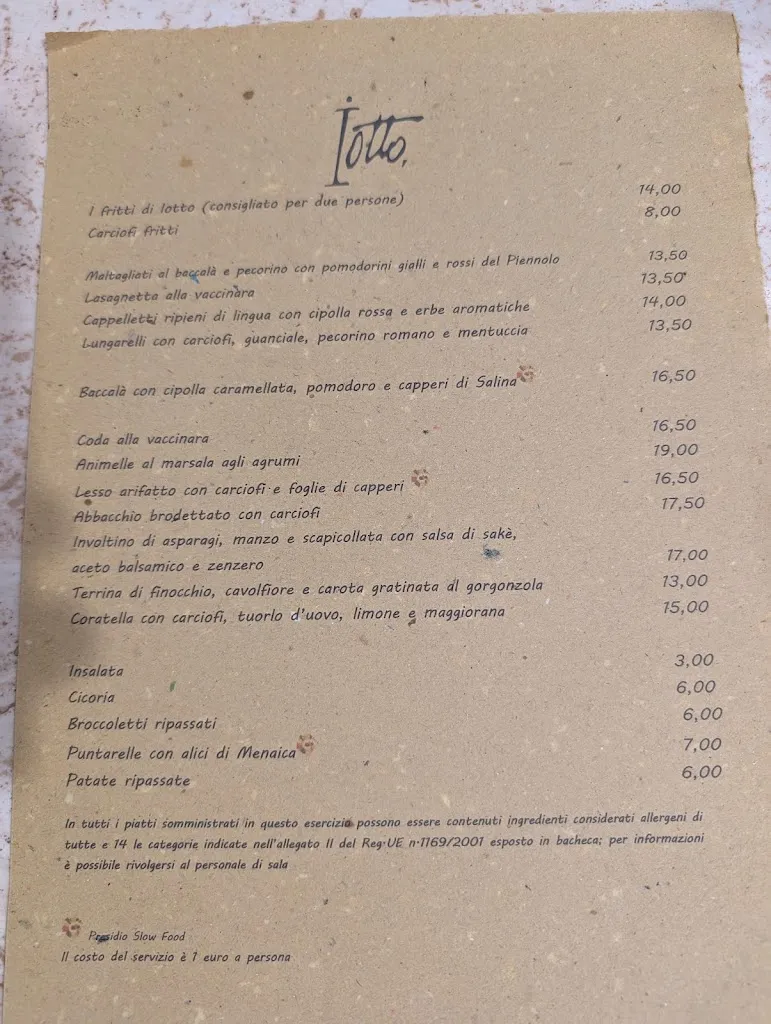 Iotto,
I fritti di Iotto (consigliato per due persone) 14,00
Carciofi fritti 8,00
Maltagliati al baccalà e pecorino con pomodorini gialli e rossi del Piennolo 13,50
Lasagnetta alla vaccinara 13,50
Cappelletti ripieni di lingua con cipolla rossa e erbe aromatiche 14,00
Lungarelli con carciofi, guanciale, pecorino romano e mentuccia 13,50
Baccalà con cipolla caramellata, pomodoro e capperi di Salina 16,50
Coda alla vaccinara 16,50
Animelle al marsala agli agrumi 19,00
Lesso arifatto con carciofi e foglie di capperi 16,50
Abbacchio brodettato con carciofi 17,50
Involtino di asparagi, manzo e scapicollata con salsa di sakè,
aceto balsamico e zenzero 17,00
Terrina di finocchio, cavolfiore e carota gratinata al gorgonzola 13,00
Coratella con carciofi, tuorlo d'uovo, limone e maggiorana 15,00
Insalata 3,00
Cicoria 6,00
Broccoletti ripassati 6,00
Puntarelle con alici di Menaica 7,00
Patate ripassate 6,00
In tutti i piatti somministrati in questo esercizio possono essere contenuti ingredienti considerati allergeni di
tutte e 14 le categorie indicate nell'allegato II del Reg.UE n.1169/2001 esposto in bacheca; per informazioni
è possibile rivolgersi al personale di sala
Presidio Slow Food
Il costo del servizio è 1 euro a persona